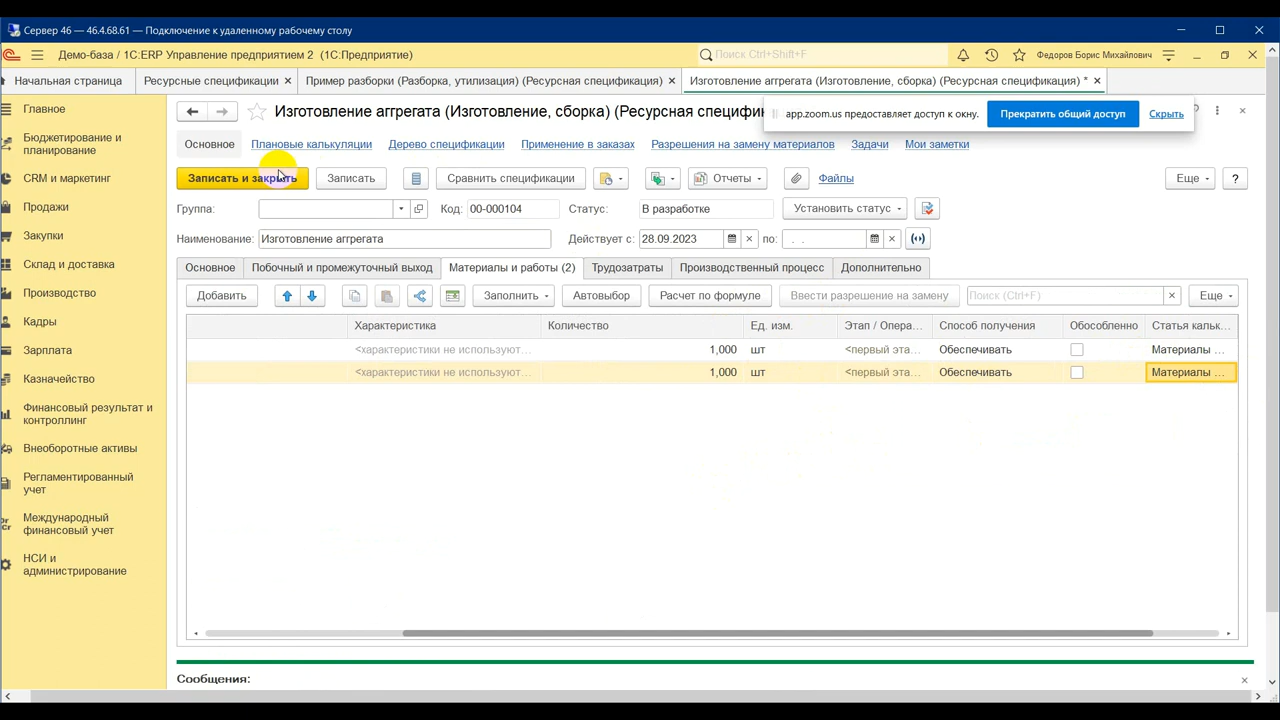 Сервер 46 — 46.4.68.61 — Подключение к удаленному рабочему столу
Демо-база / 1С:ERP Управление предприятием 2 (1С:Предприятие)
Поиск Ctrl+Shift+F
Федоров Борис Михайлович
Начальная страница
Ресурсные спецификации ×
Пример разборки (Разборка, утилизация) (Ресурсная спецификация) ×
Изготовление агрегата (Изготовление, сборка) (Ресурсная спецификация) * ×
Главное
Бюджетирование и
планирование
CRM и маркетинг
Продажи
Закупки
Склад и доставка
Производство
Кадры
Зарплата
Казначейство
Финансовый результат и
контроллинг
Внеоборотные активы
Регламентированный
учет
Международный
финансовый учет
НСИ и
администрирование
Изготовление агрегата (Изготовление, сборка) (Ресурсная специфи
app.zoom.us предоставляет доступ к окну.
Прекратить общий доступ
Скрыть
Основное
Плановые калькуляции
Дерево спецификации
Применение в заказах
Разрешения на замену материалов
Задачи
Мои заметки
Записать и закрыть
Записать
Сравнить спецификации
Отчеты
Файлы
Еще
?
Группа:
Код: 00-000104
Статус: В разработке
Установить статус
Наименование: Изготовление аггрегата
Действует с: 28.09.2023
по: . .
Основное
Побочный и промежуточный выход
Материалы и работы (2)
Трудозатраты
Производственный процесс
Дополнительно
Добавить
Заполнить
Автовыбор
Расчет по формуле
Ввести разрешение на замену
Поиск (Ctrl+F)
Еще
Характеристика Количество Ед. изм. Этап / Опера... Способ получения Обособленно Статья кальк...
<характеристики не используют... 1,000 шт <первый эта... Обеспечивать Материалы ...
<характеристики не используют... 1,000 шт <первый эта... Обеспечивать Материалы ...
Сообщения: